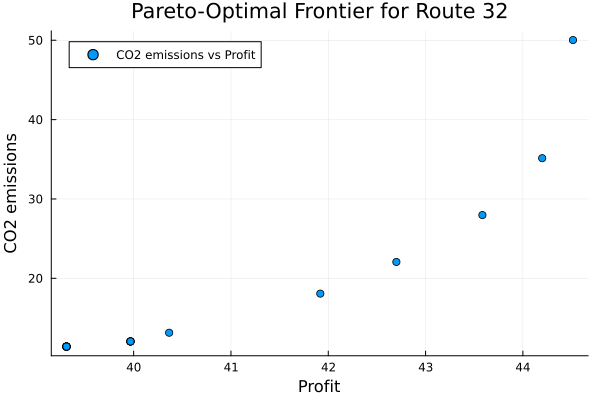 Pareto-Optimal Frontier for Route 32
CO2 emissions vs Profit
50
40
30
20
CO2 emissions
40 41 42 43 44
Profit